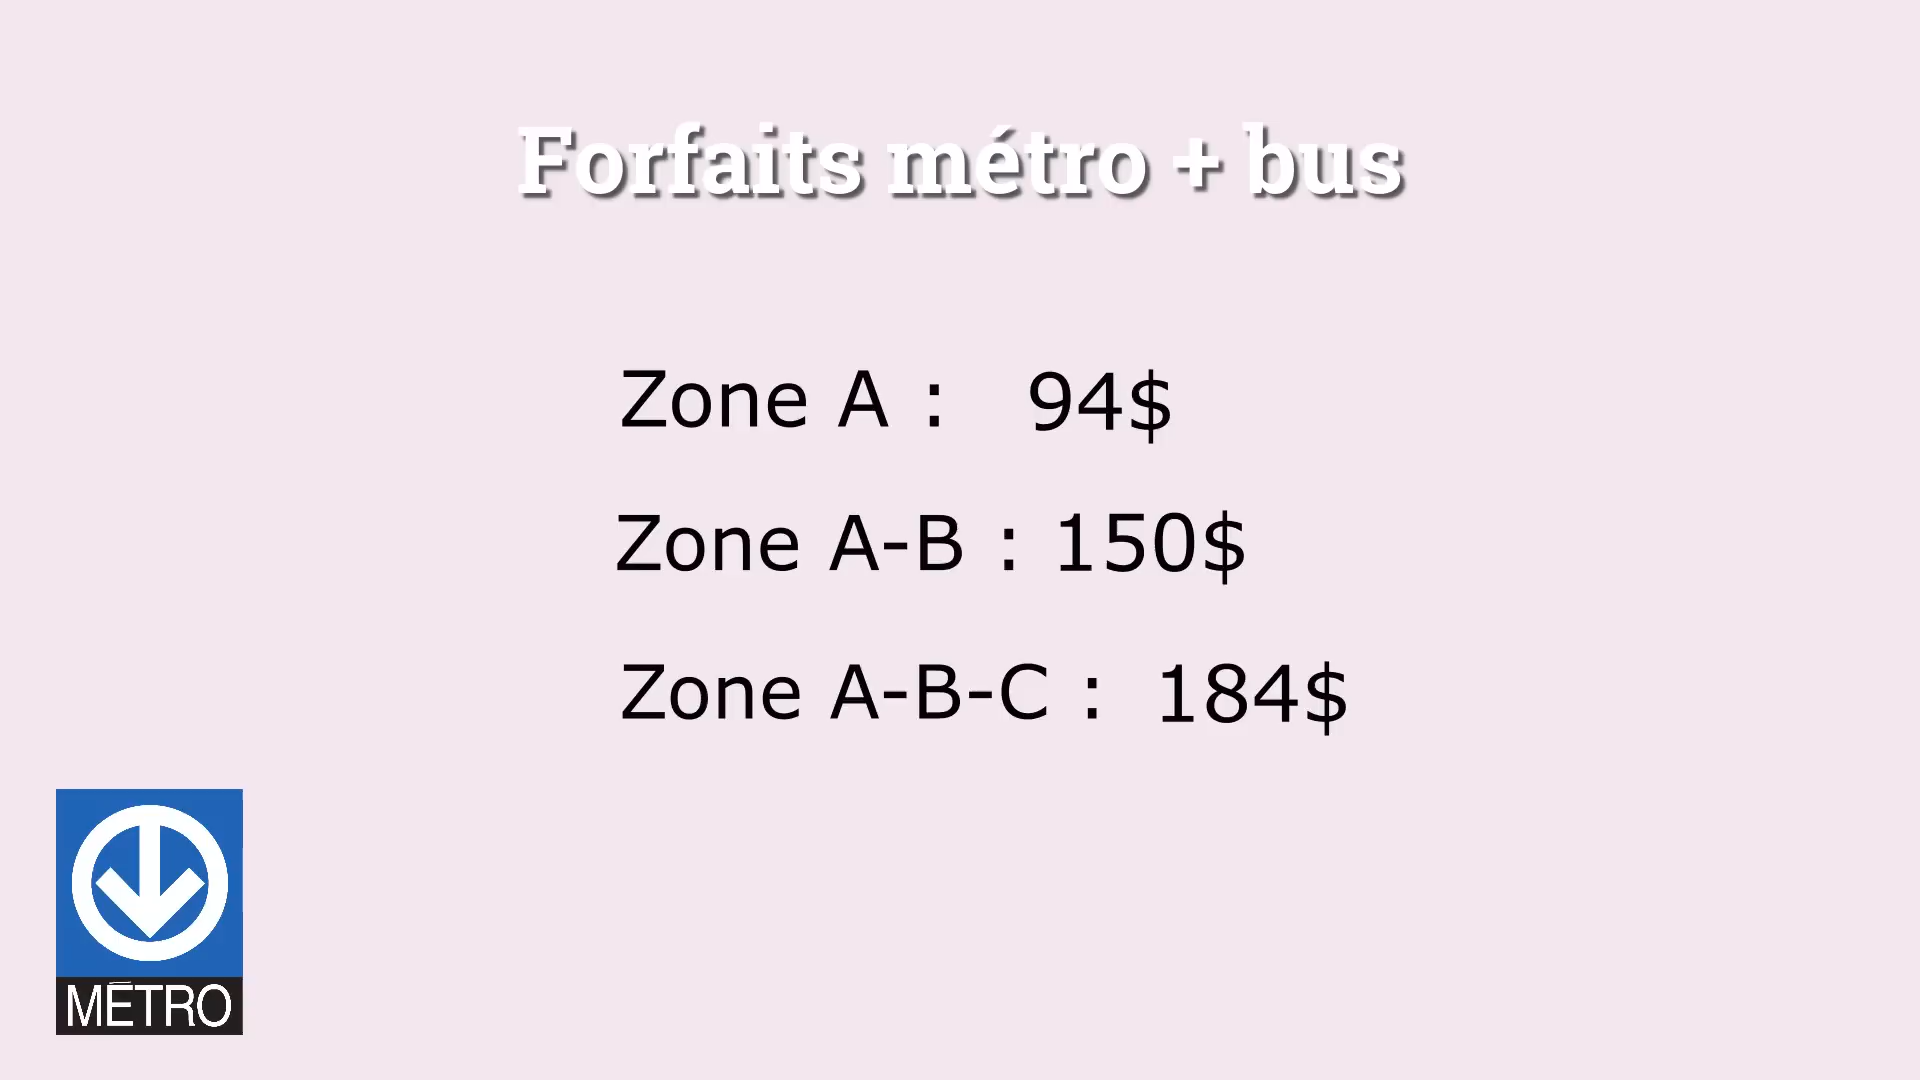 Forfaits métro + bus
Zone A : 94$
Zone A-B : 150$
Zone A-B-C : 184$
MÉTRO